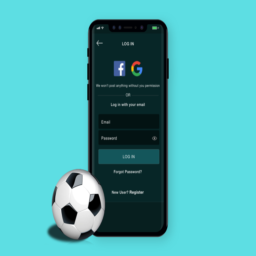 LOG IN
f G
We won't post anything without you permission
OR
Log in with your email
Email
Password
LOG IN
Forgot Password?
New User? Register